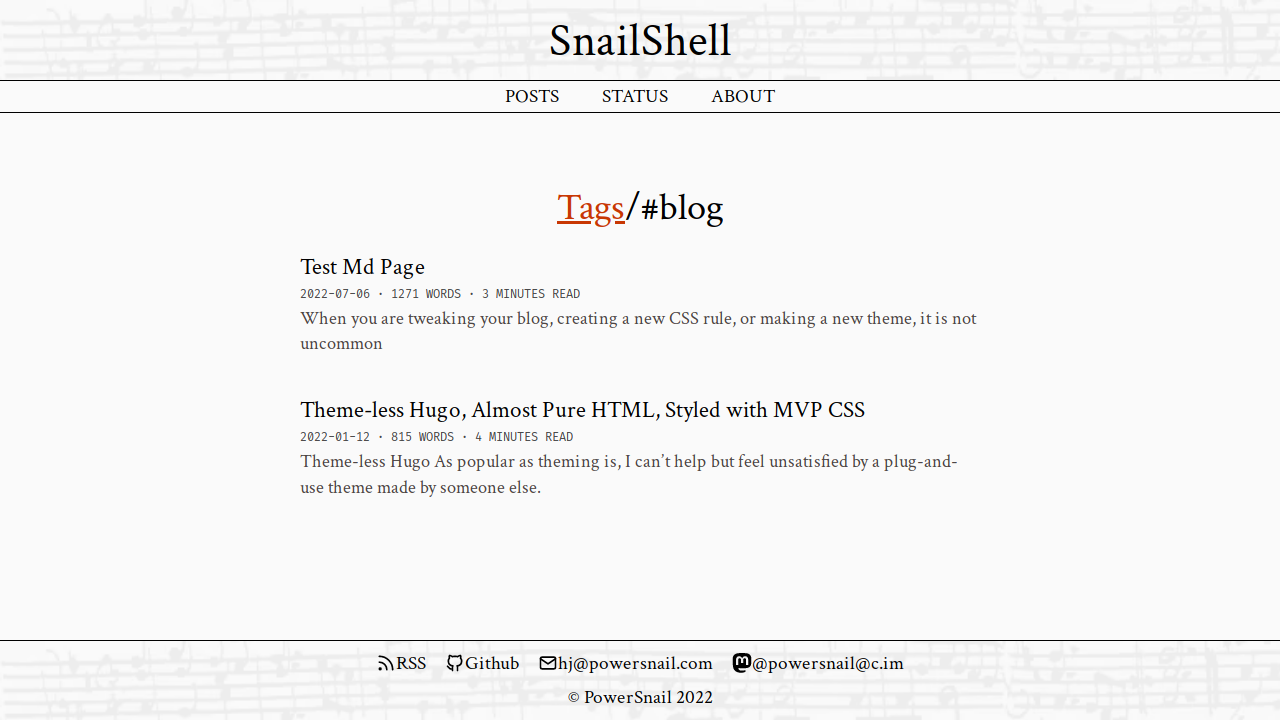 SnailShell
POSTS STATUS ABOUT
Tags/#blog
Test Md Page
2022-07-06 · 1271 WORDS · 3 MINUTES READ
When you are tweaking your blog, creating a new CSS rule, or making a new theme, it is not
uncommon
Theme-less Hugo, Almost Pure HTML, Styled with MVP CSS
2022-01-12 · 815 WORDS · 4 MINUTES READ
Theme-less Hugo As popular as theming is, I can’t help but feel unsatisfied by a plug-and-
use theme made by someone else.
RSS Github hj@powersnail.com @powersnail@c.im
© PowerSnail 2022